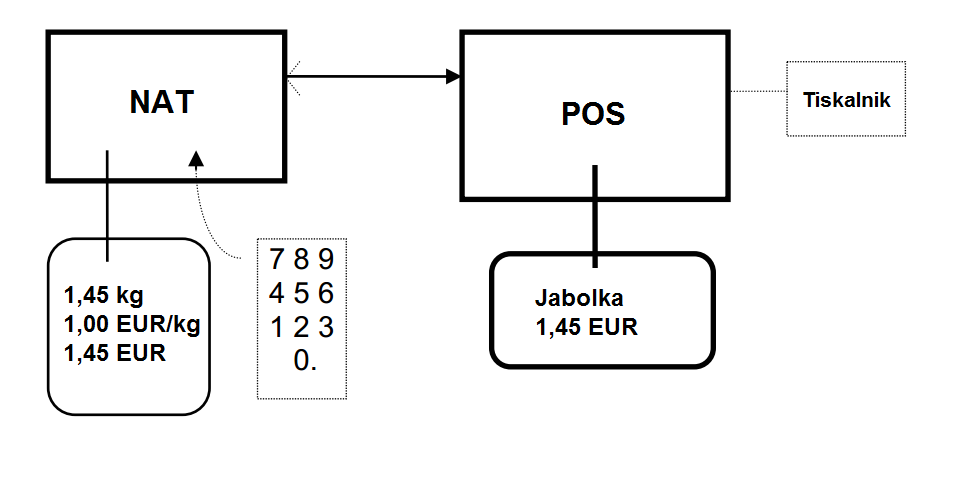 NAT
POS
Tiskalnik
7 8 9
4 5 6
1 2 3
0.
1,45 kg
1,00 EUR/kg
1,45 EUR
Jabolka
1,45 EUR